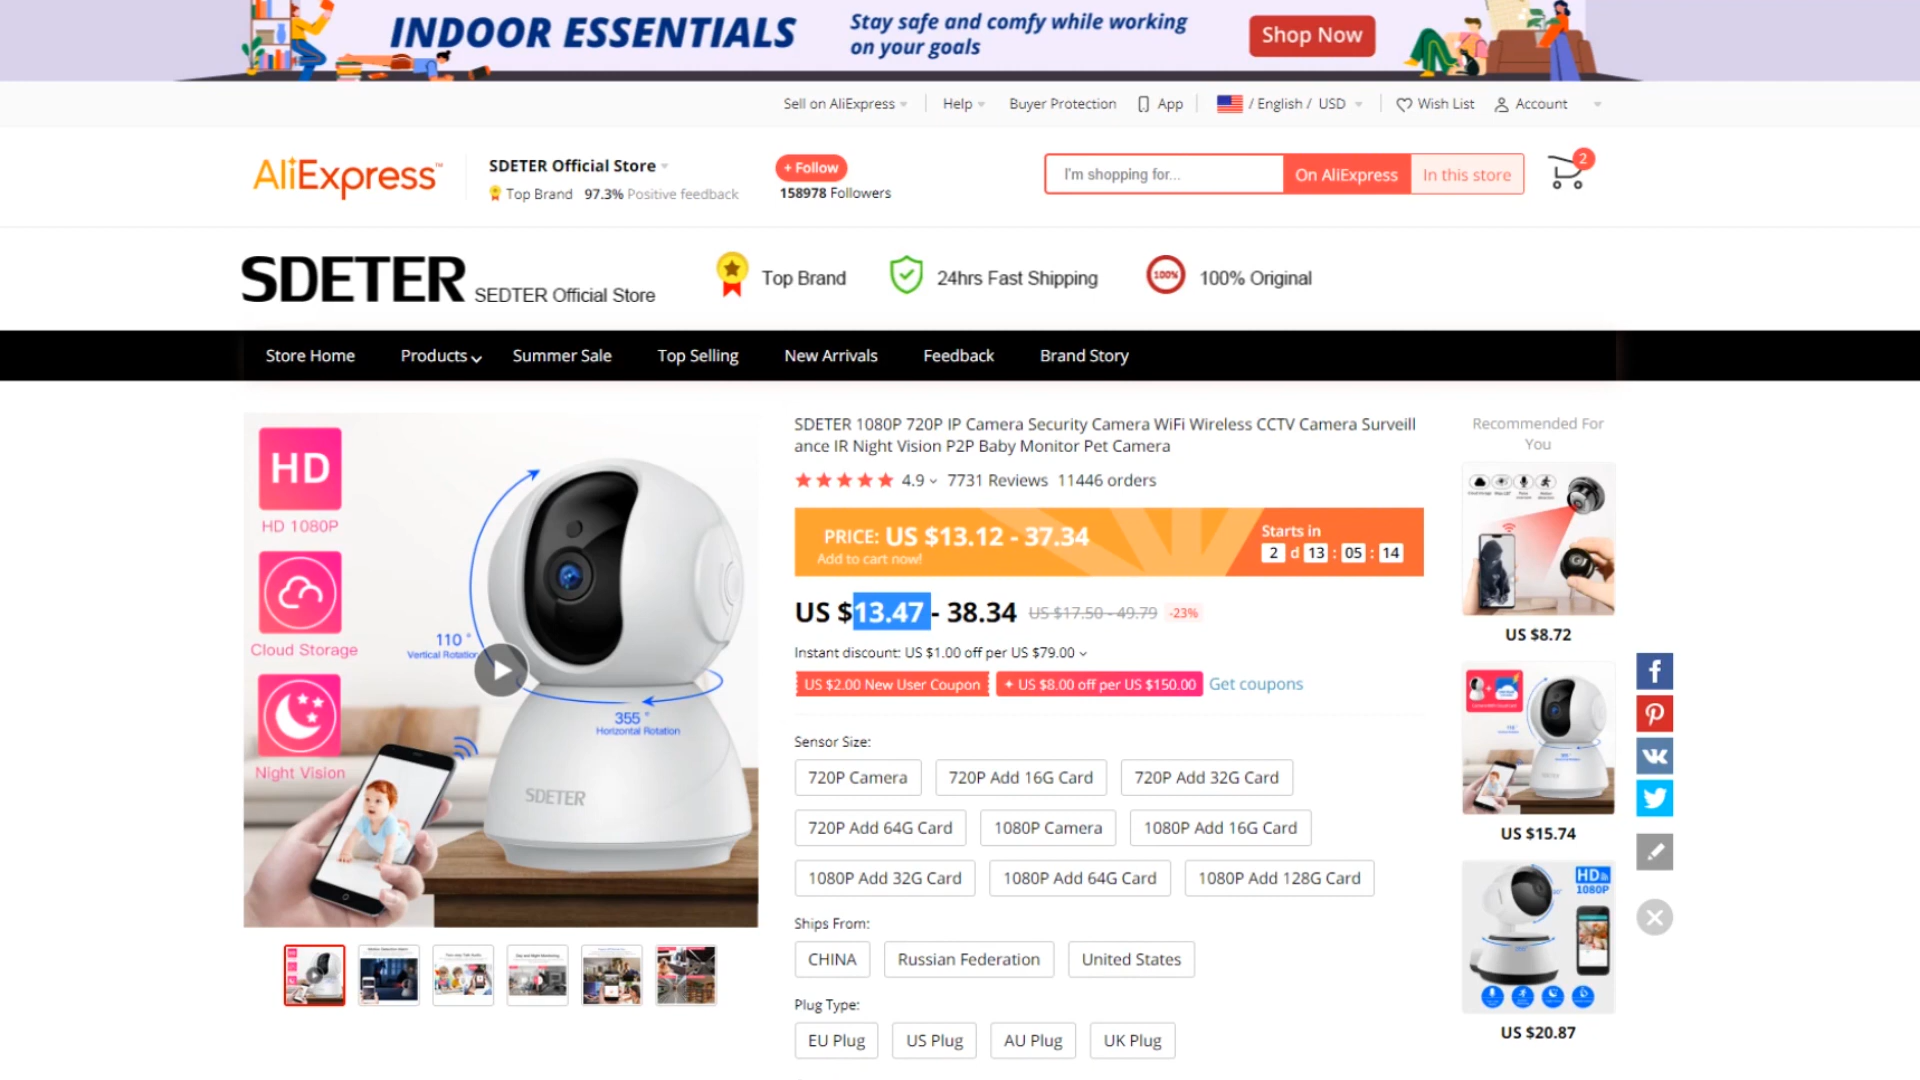 INDOOR ESSENTIALS
Stay safe and comfy while working
on your goals
Shop Now
Sell on AliExpress
Help
Buyer Protection
App
/ English / USD
Wish List
Account
AliExpress™
SDETER Official Store
Top Brand 97.3% Positive feedback
+ Follow
158978 Followers
I'm shopping for...
On AliExpress
In this store
2
SDETER SEDTER Official Store
Top Brand
24hrs Fast Shipping
100%
100% Original
Store Home
Products
Summer Sale
Top Selling
New Arrivals
Feedback
Brand Story
HD
HD 1080P
Cloud Storage
Night Vision
110 °
Vertical Rotation
355 °
Horizontal Rotation
SDETER
SDETER 1080P 720P IP Camera Security Camera WiFi Wireless CCTV Camera Surveill
ance IR Night Vision P2P Baby Monitor Pet Camera
4.9 7731 Reviews 11446 orders
PRICE: US $13.12 - 37.34
Add to cart now!
Starts in
2 d 13 : 05 : 14
US $13.47 - 38.34 US $17.50 - 49.79 -23%
Instant discount: US $1.00 off per US $79.00
US $2.00 New User Coupon
+ US $8.00 off per US $150.00
Get coupons
Sensor Size:
720P Camera
720P Add 16G Card
720P Add 32G Card
720P Add 64G Card
1080P Camera
1080P Add 16G Card
1080P Add 32G Card
1080P Add 64G Card
1080P Add 128G Card
Ships From:
CHINA
Russian Federation
United States
Plug Type:
EU Plug
US Plug
AU Plug
UK Plug
Recommended For
You
US $8.72
US $15.74
HD
1080P
US $20.87